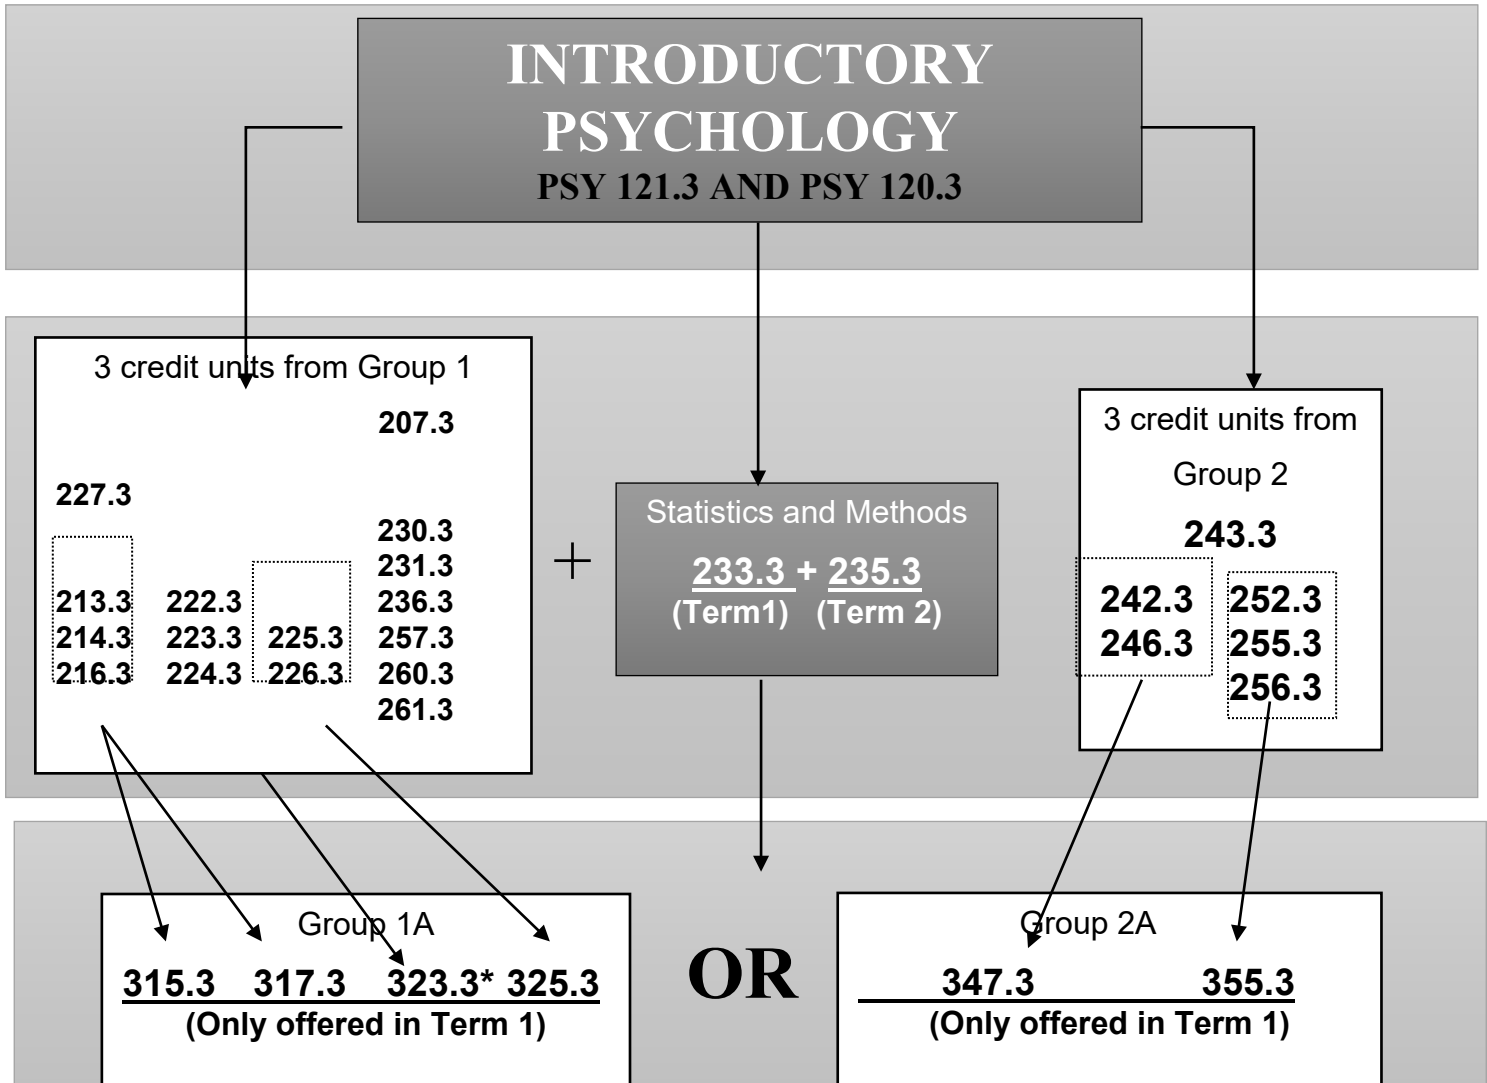 INTRODUCTORY
PSYCHOLOGY
PSY 121.3 AND PSY 120.3
3 credit units from Group 1
207.3
227.3
230.3
231.3
213.3 222.3 236.3
214.3 223.3 225.3 257.3
216.3 224.3 226.3 260.3
261.3
+
Statistics and Methods
233.3 + 235.3
(Term1) (Term 2)
3 credit units from
Group 2
243.3
242.3 252.3
246.3 255.3
256.3
Group 1A
315.3 317.3 323.3* 325.3
(Only offered in Term 1)
OR
Group 2A
347.3 355.3
(Only offered in Term 1)